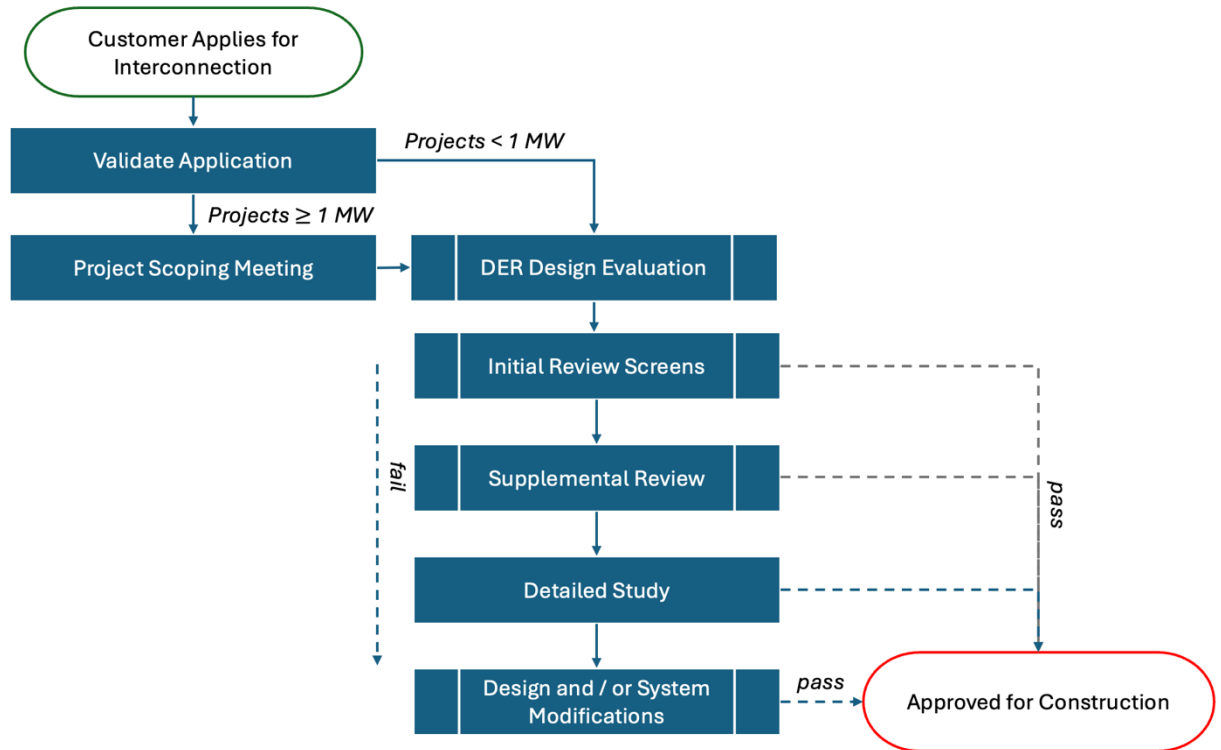 Customer Applies for
Interconnection
Validate Application
Projects < 1 MW
Projects ≥ 1 MW
Project Scoping Meeting
DER Design Evaluation
Initial Review Screens
fail
Supplemental Review
pass
Detailed Study
Design and / or System
Modifications
pass
Approved for Construction